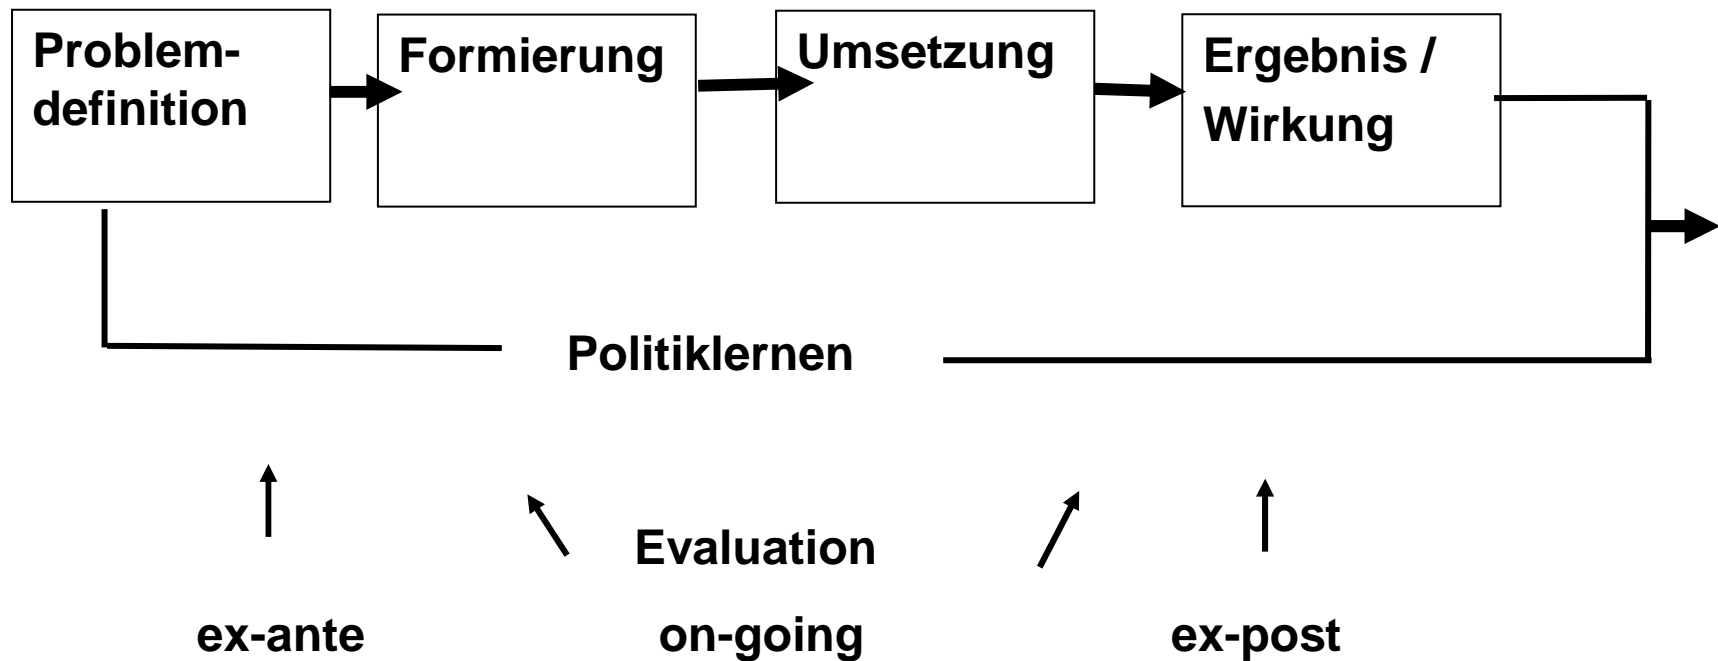 Problem-
definition
Formierung
Umsetzung
Ergebnis /
Wirkung
Politiklernen
Evaluation
ex-ante
on-going
ex-post